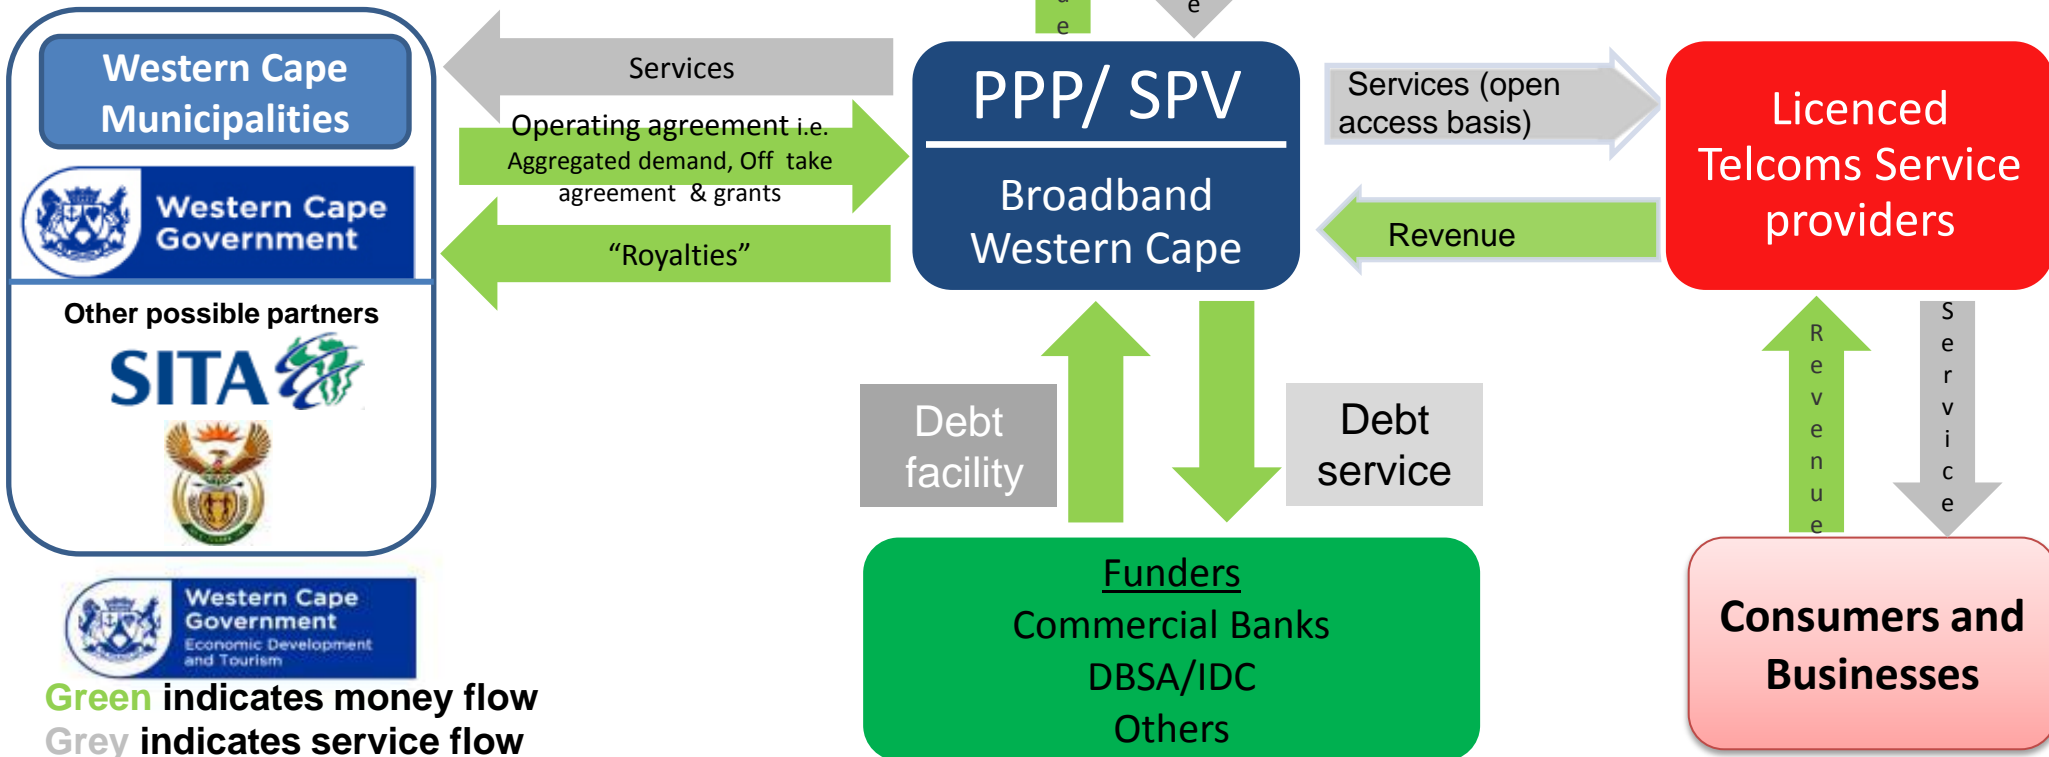 u
e
e
Western Cape
Municipalities
Western Cape
Government
Other possible partners
SITA
Western Cape
Government
Economic Development
and Tourism
Green indicates money flow
Grey indicates service flow
Services
Operating agreement i.e.
Aggregated demand, Off take
agreement & grants
“Royalties”
PPP/ SPV
Broadband
Western Cape
Services (open
access basis)
Revenue
Licenced
Telcoms Service
providers
Debt
facility
Debt
service
Funders
Commercial Banks
DBSA/IDC
Others
Revenue
Service
Consumers and
Businesses